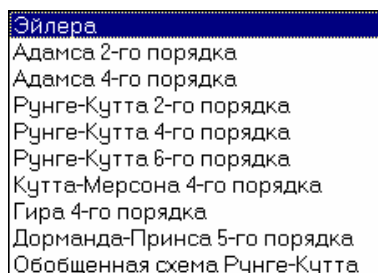 Эйлера
Адамса 2-го порядка
Адамса 4-го порядка
Рунге-Кутта 2-го порядка
Рунге-Кутта 4-го порядка
Рунге-Кутта 6-го порядка
Кутта-Мерсона 4-го порядка
Гира 4-го порядка
Дорманда-Принса 5-го порядка
Обобщенная схема Рунге-Кутта